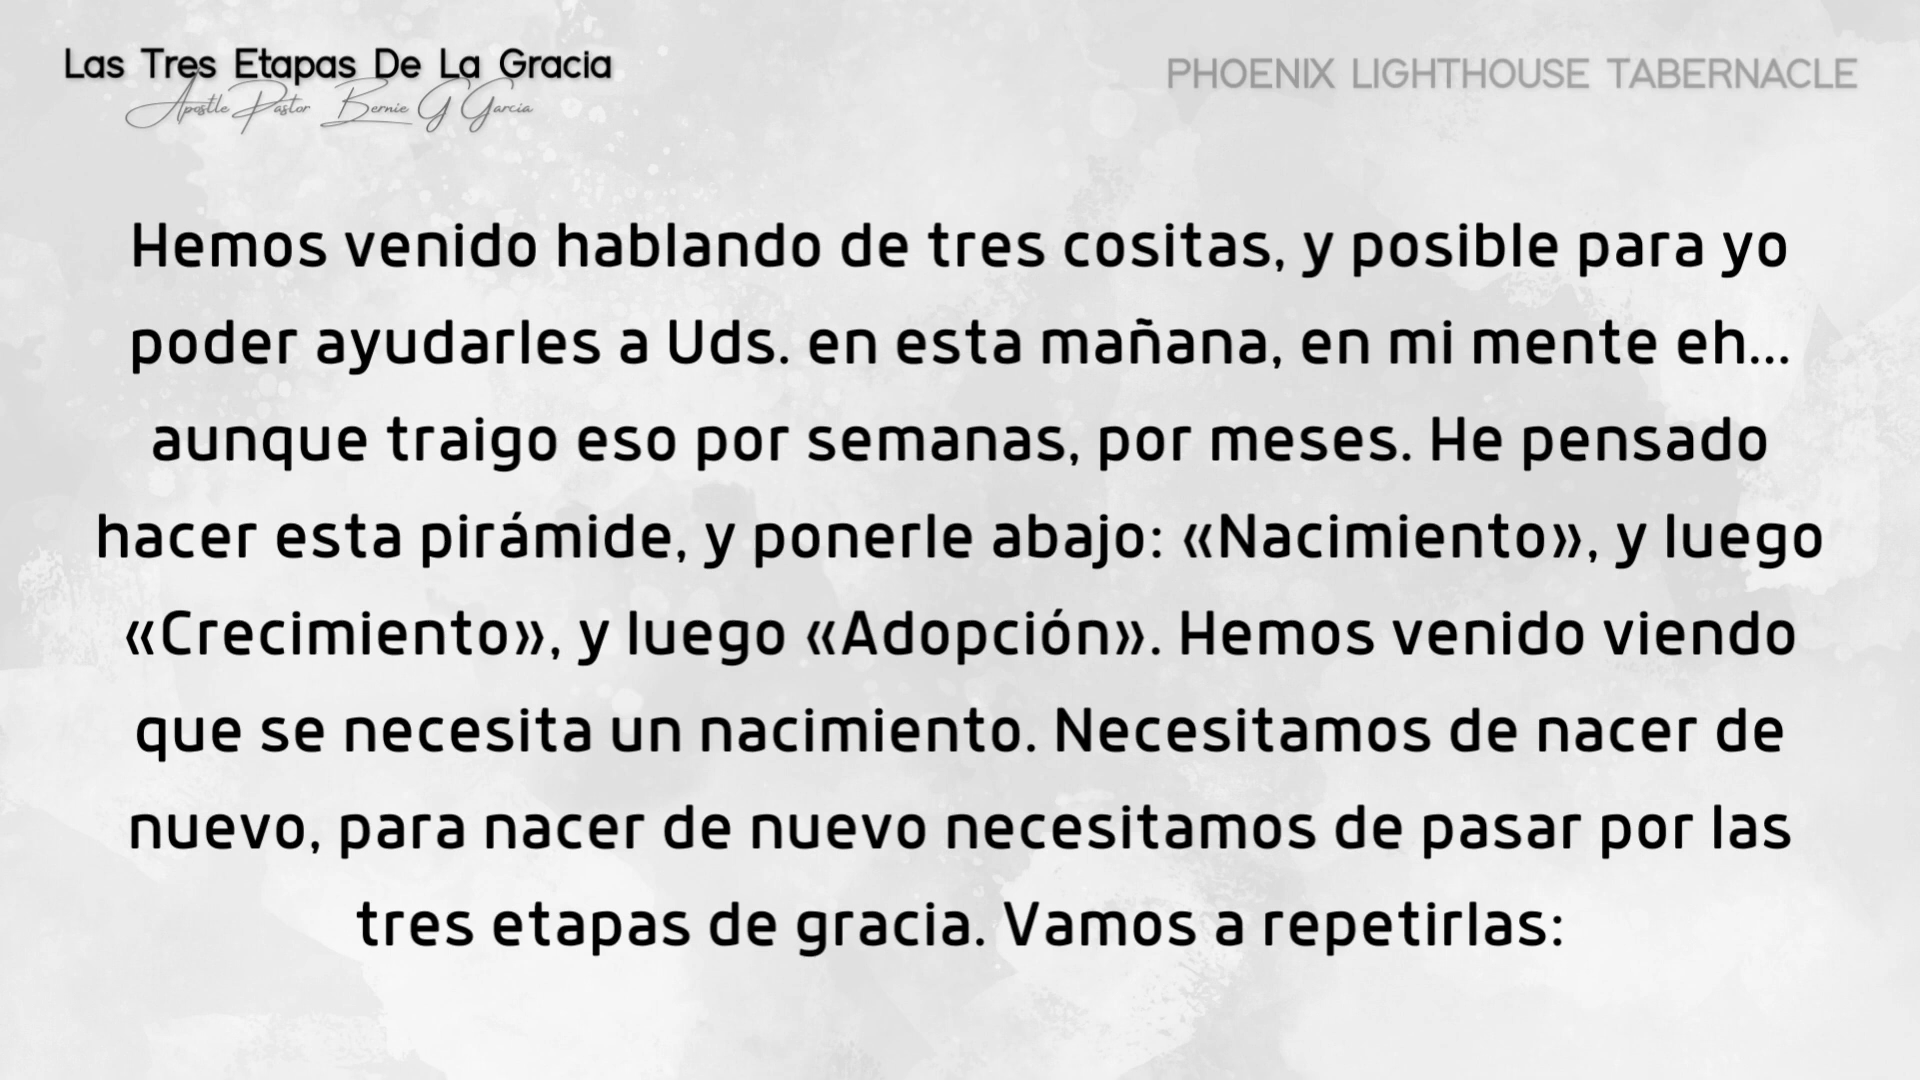 Las Tres Etapas De La Gracia
Apostle Pastor Bernie G Garcia
PHOENIX LIGHTHOUSE TABERNACLE
Hemos venido hablando de tres cositas, y posible para yo
poder ayudarles a Uds. en esta mañana, en mi mente eh...
aunque traigo eso por semanas, por meses. He pensado
hacer esta pirámide, y ponerle abajo: «Nacimiento», y luego
«Crecimiento», y luego «Adopción». Hemos venido viendo
que se necesita un nacimiento. Necesitamos de nacer de
nuevo, para nacer de nuevo necesitamos de pasar por las
tres etapas de gracia. Vamos a repetirlas: